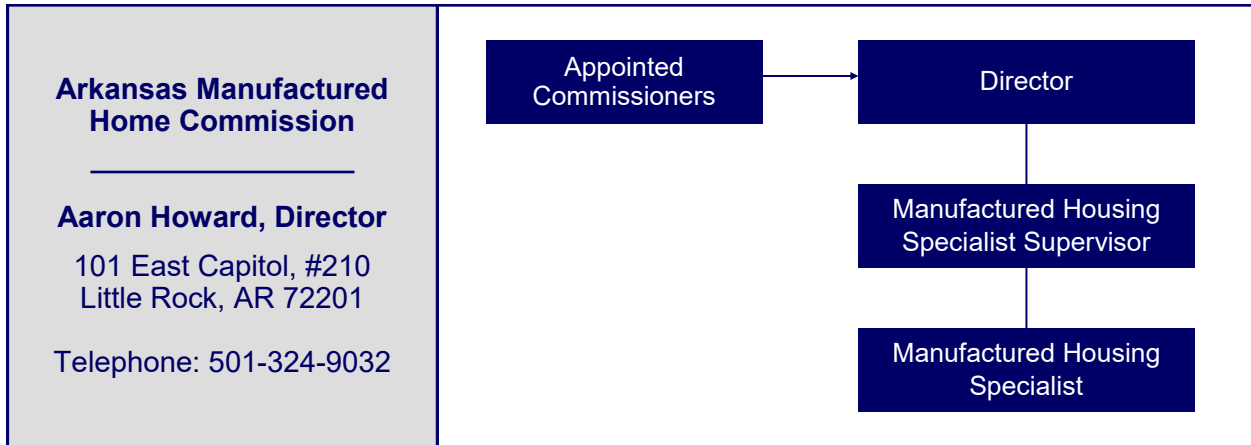 Arkansas Manufactured
Home Commission
Aaron Howard, Director
101 East Capitol, #210
Little Rock, AR 72201
Telephone: 501-324-9032
Appointed
Commissioners
Director
Manufactured Housing
Specialist Supervisor
Manufactured Housing
Specialist